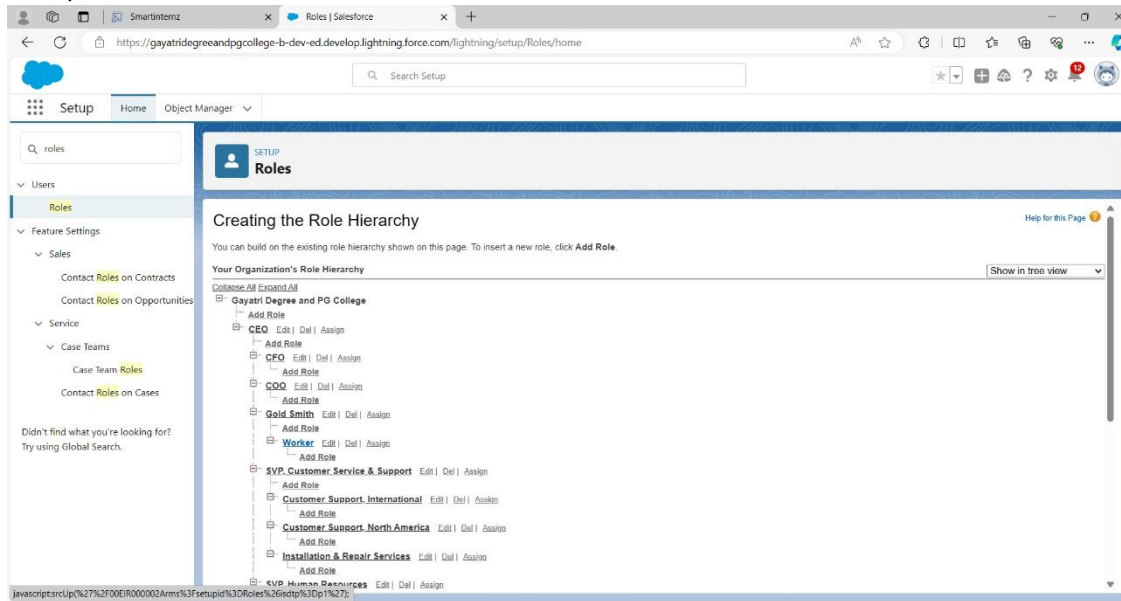 Smartinternz
Roles | Salesforce
https://gayatridegreeandpgcollege-b-dev-ed.develop.lightning.force.com/lightning/setup/Roles/home
Search Setup
12
Setup Home Object Manager
roles
Users
Roles
Feature Settings
Sales
Contact Roles on Contracts
Contact Roles on Opportunities
Service
Case Teams
Case Team Roles
Contact Roles on Cases
Didn't find what you're looking for?
Try using Global Search.
SETUP
Roles
Creating the Role Hierarchy
Help for this Page
You can build on the existing role hierarchy shown on this page. To insert a new role, click Add Role.
Your Organization's Role Hierarchy
Show in tree view
Collapse All Expand All
Gayatri Degree and PG College
Add Role
CEO Edit | Del | Assign
Add Role
CFO Edit | Del | Assign
Add Role
COO Edit | Del | Assign
Add Role
Gold Smith Edit | Del | Assign
Add Role
Worker Edit | Del | Assign
Add Role
SVP, Customer Service & Support Edit | Del | Assign
Add Role
Customer Support, International Edit | Del | Assign
Add Role
Customer Support, North America Edit | Del | Assign
Add Role
Installation & Repair Services Edit | Del | Assign
Add Role
SVP, Human Resources Edit | Del | Assign
javascript:srcUp(%27%2F00EIR000002Arms%3Fsetupid%3DRoles%26isdtp%3Dp1%27);